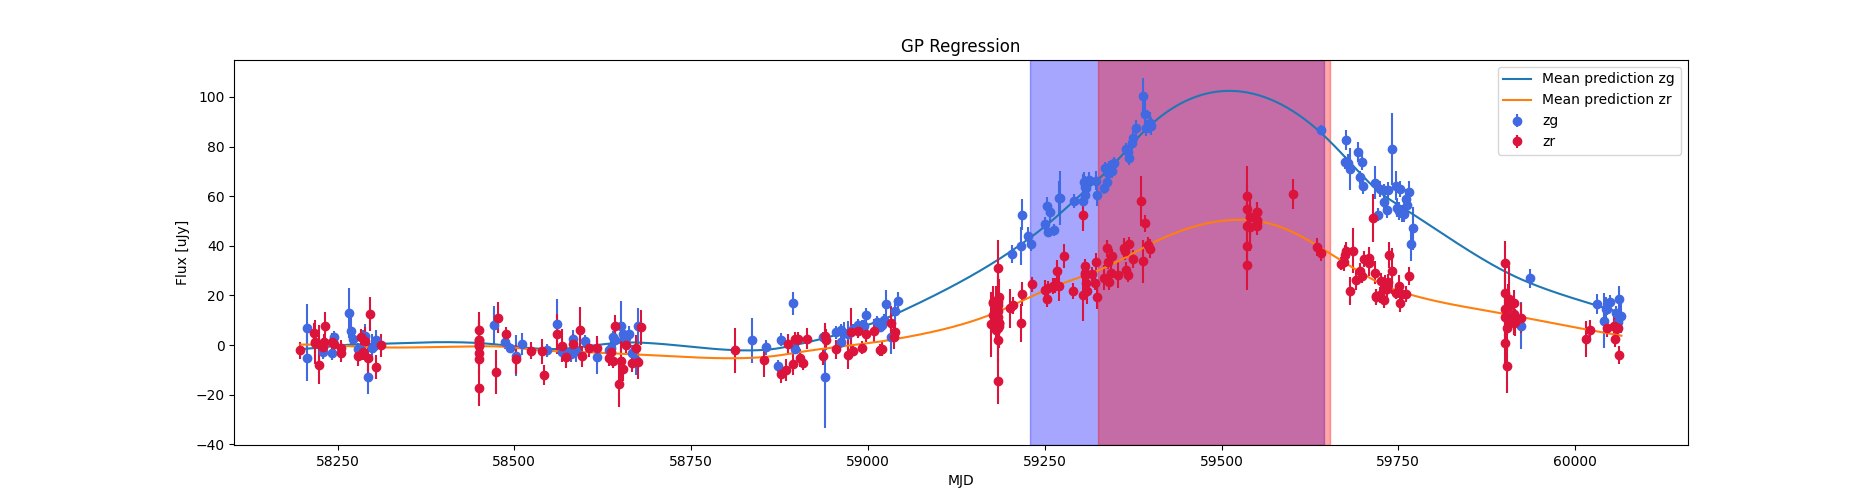 GP Regression
Flux [uJy]
100
80
60
40
20
0
−20
−40
Mean prediction zg
Mean prediction zr
zg
zr
58250 58500 58750 59000 59250 59500 59750 60000
MJD